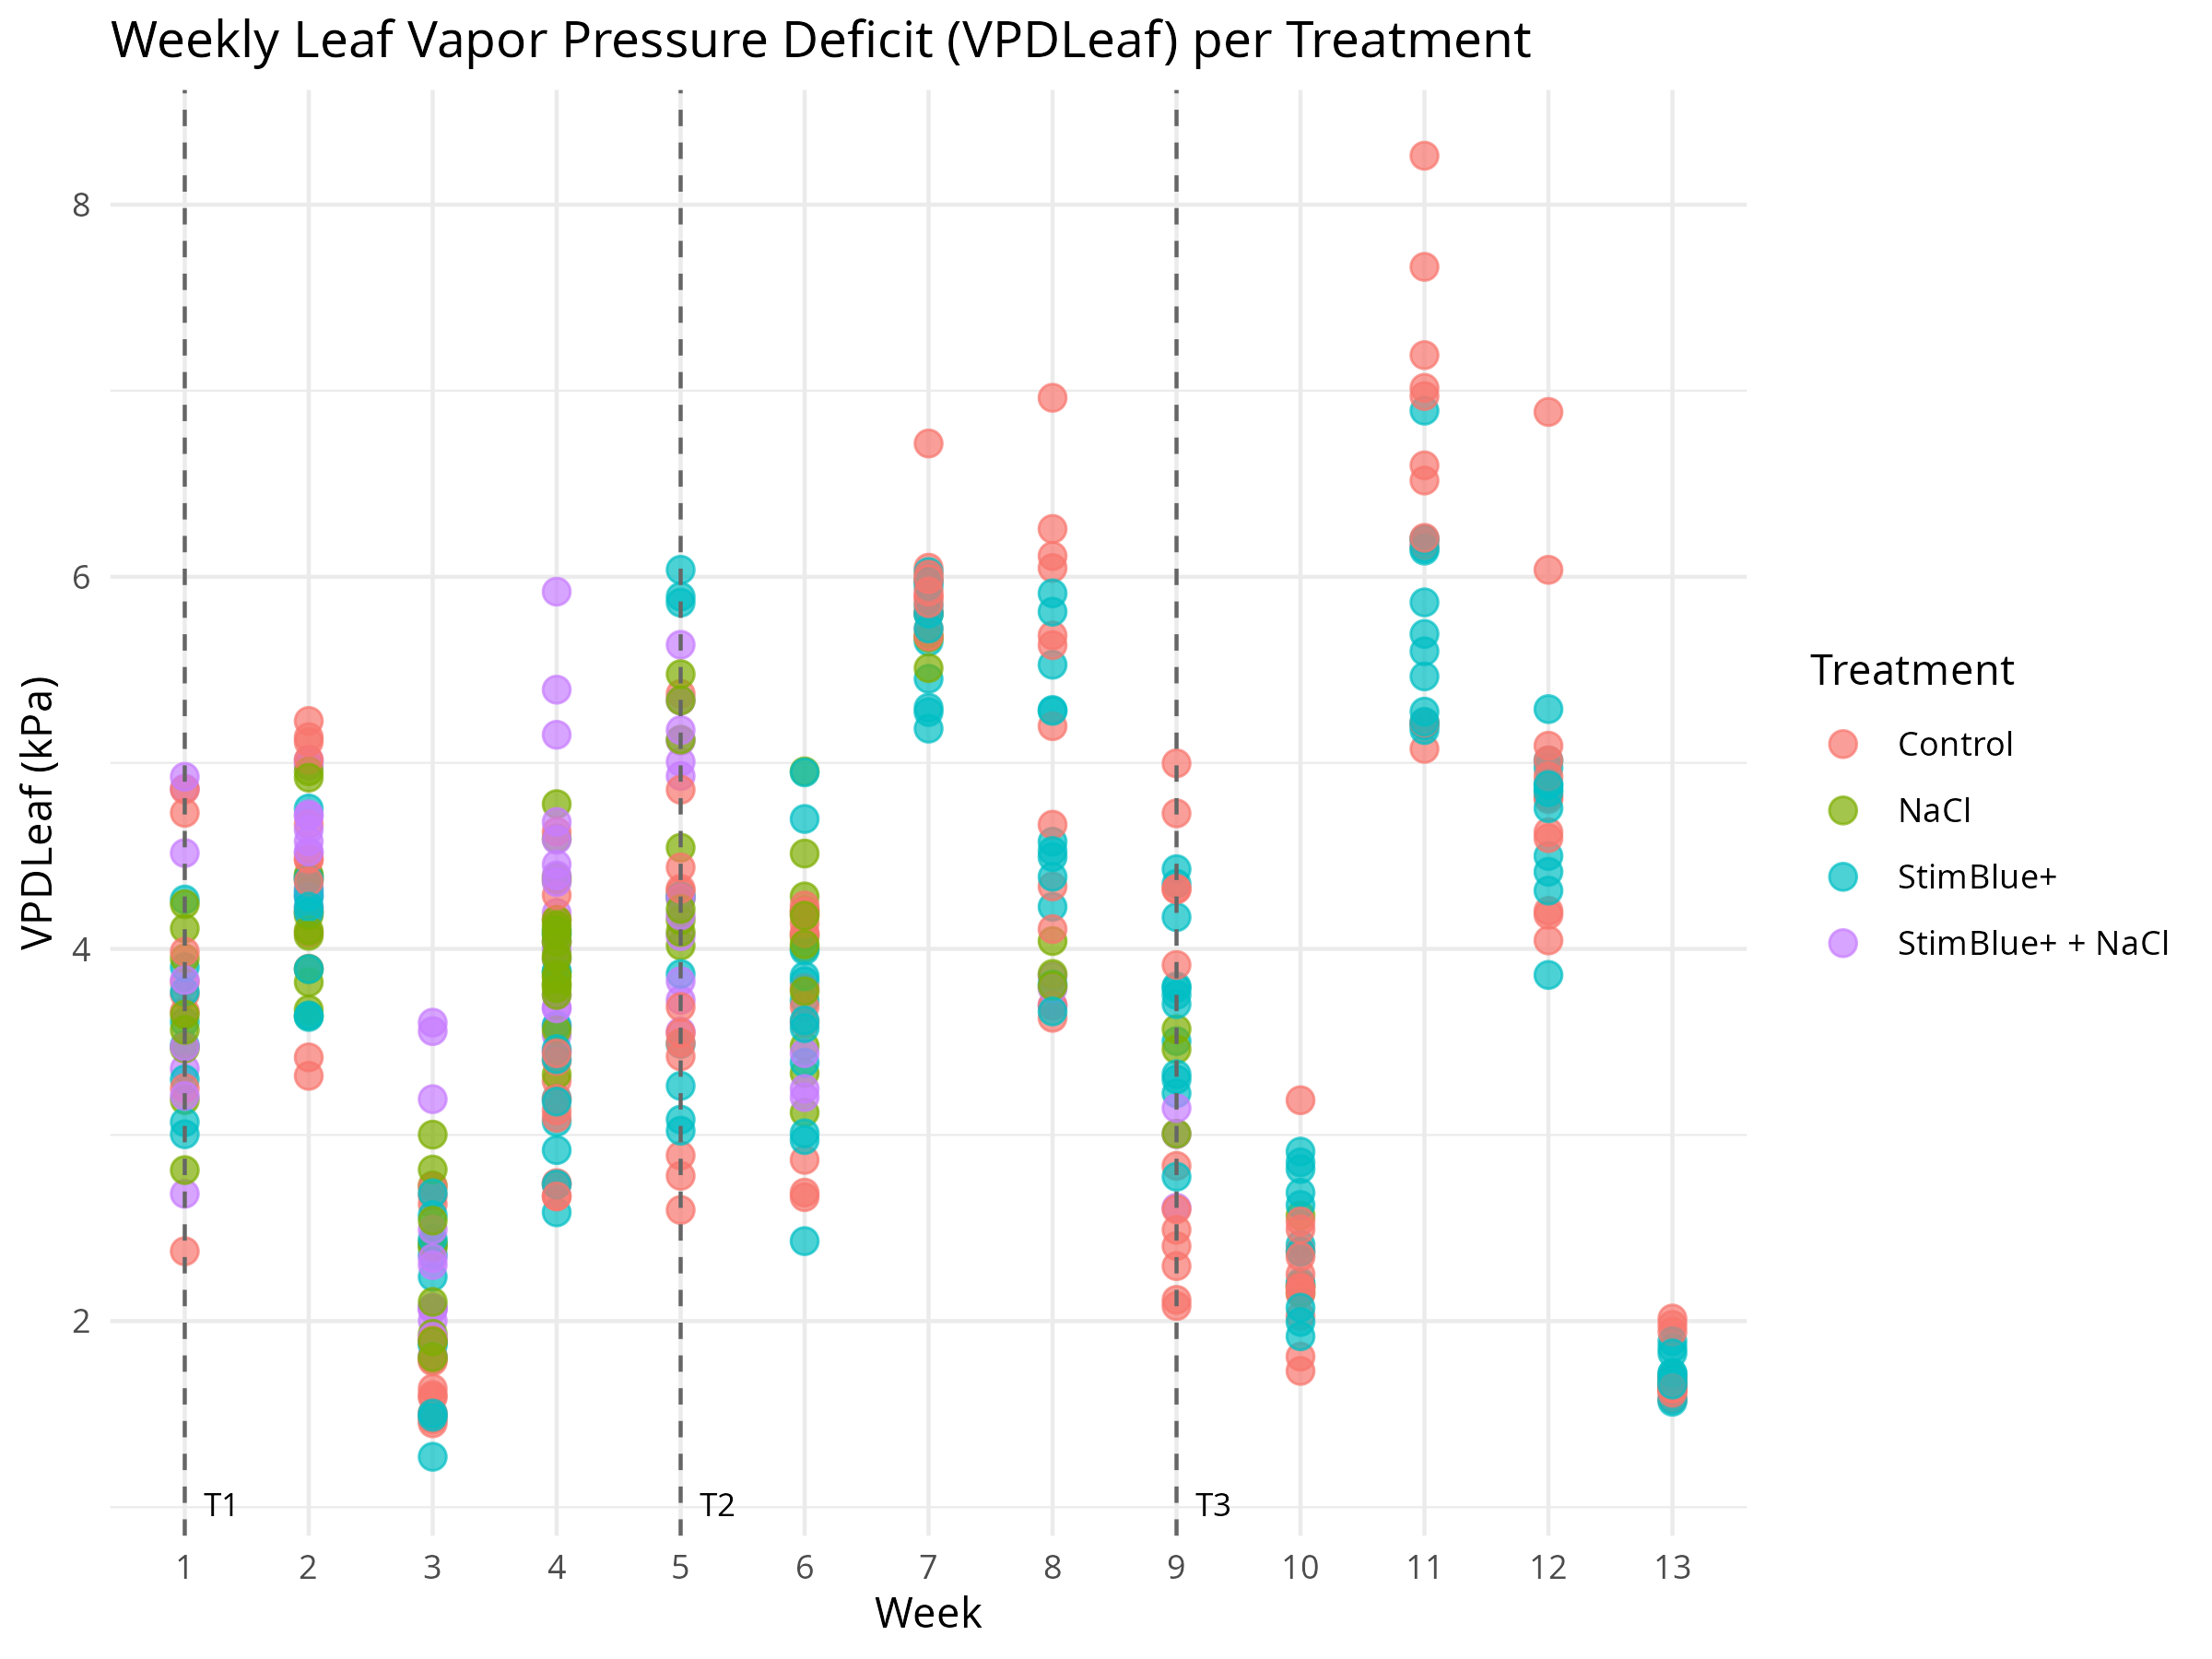 Weekly Leaf Vapor Pressure Deficit (VPDLeaf) per Treatment
VPDLeaf (kPa)
8
6
4
2
T1
T2
T3
1 2 3 4 5 6 7 8 9 10 11 12 13
Week
Treatment
Control
NaCl
StimBlue+
StimBlue+ + NaCl